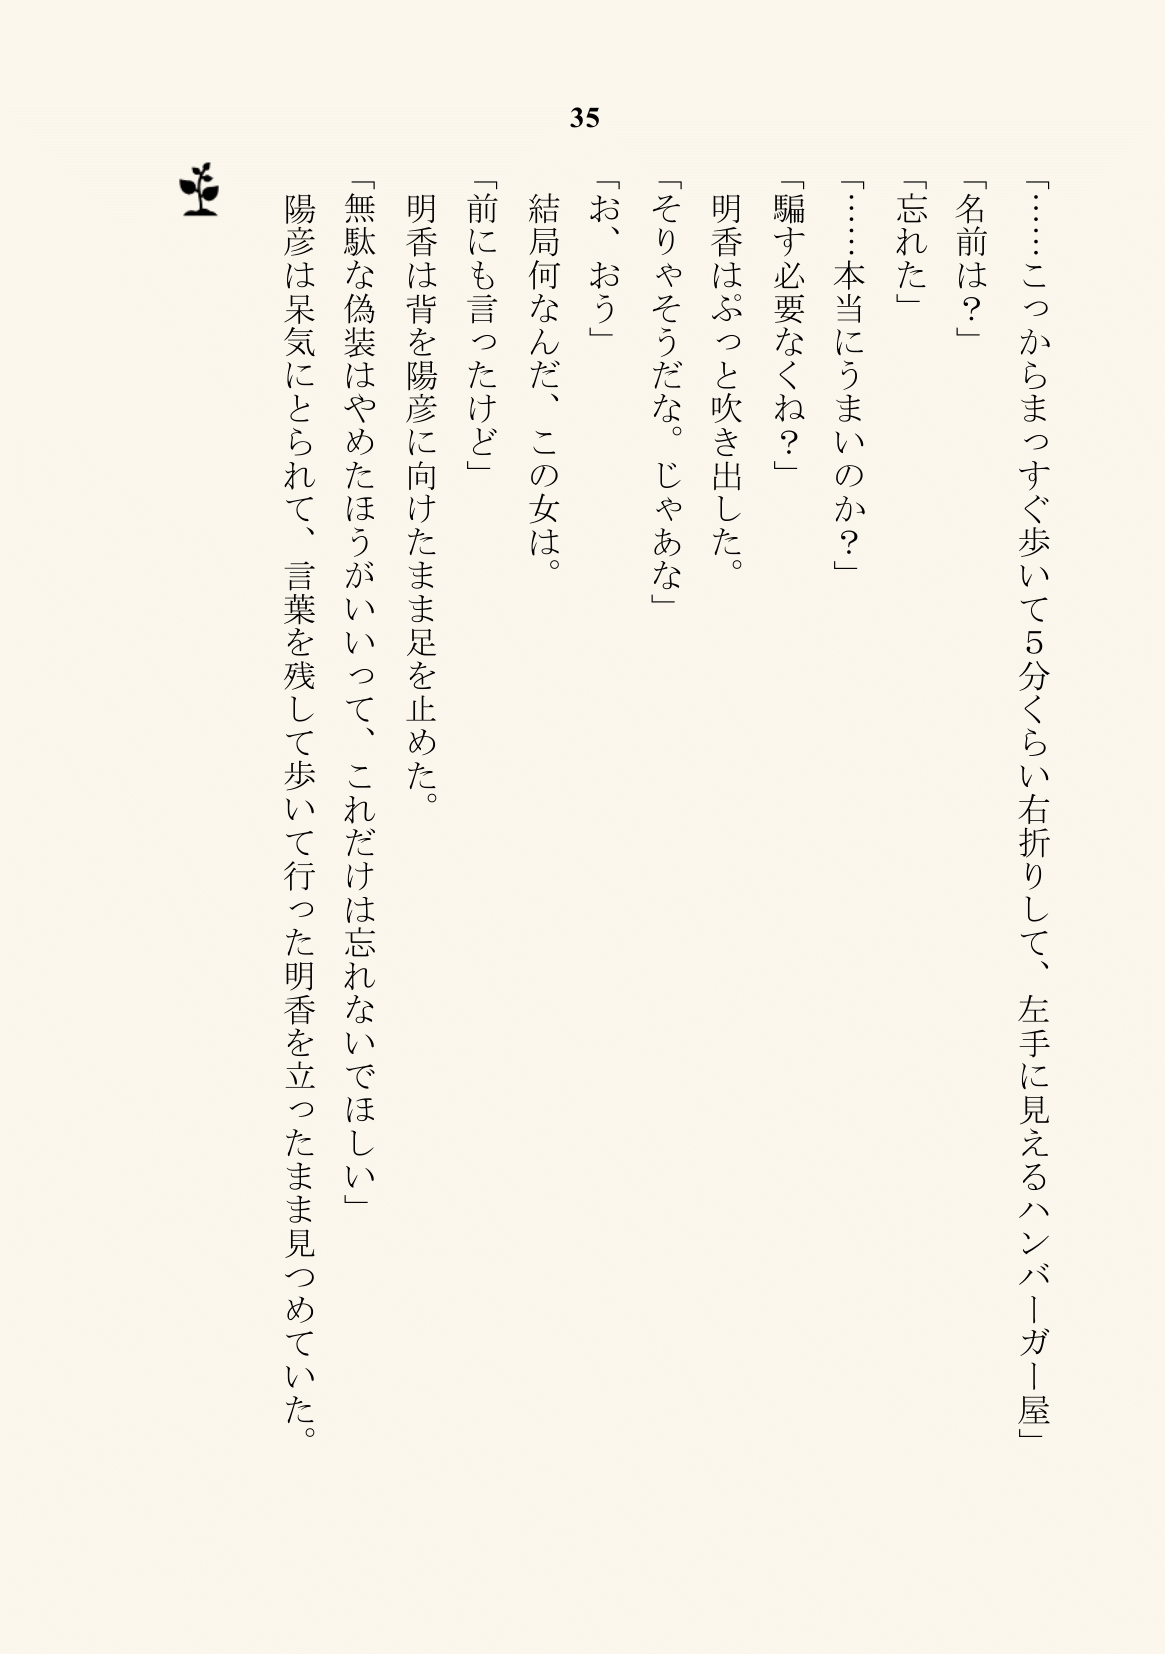 35
「……こっからまっすぐ歩いて５分くらい右折りして、左手に見えるハンバーガー屋」
「名前は？」
「忘れた」
「……本当にうまいのか？」
「騙す必要なくね？」
明香はぷっと吹き出した。
「そりゃそうだな。じゃあな」
「お、おう」
結局何なんだ、この女は。
「前にも言ったけど」
明香は背を陽彦に向けたまま足を止めた。
「無駄な偽装はやめたほうがいいって、これだけは忘れないでほしい」
陽彦は呆気にとられて、言葉を残して歩いて行った明香を立ったまま見つめていた。